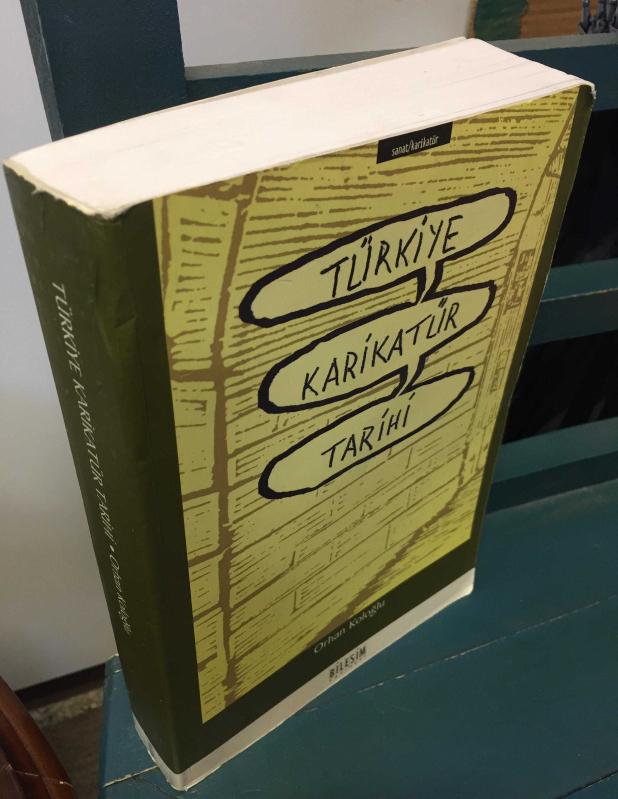 sanat/karikatür
TÜRKİYE
KARİKATÜR
TARİHİ
Orhan Koloğlu
BİLEŞİM
TÜRKİYE KARİKATÜR TARİHİ • Orhan Koloğlu